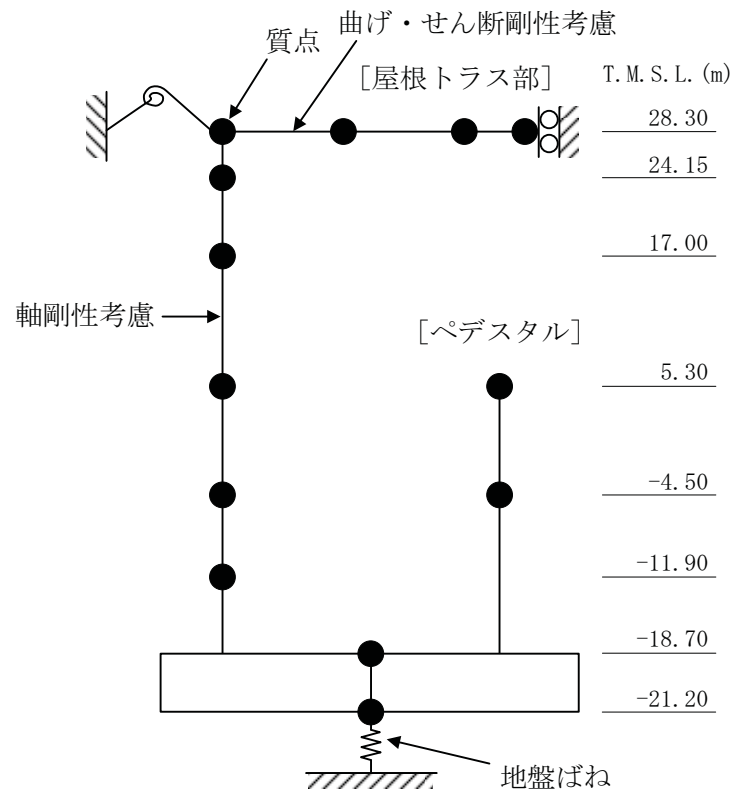 質点
曲げ・せん断剛性考慮
[屋根トラス部]
T.M.S.L.(m)
28.30
24.15
17.00
軸剛性考慮
[ペデスタル]
5.30
-4.50
-11.90
-18.70
-21.20
地盤ばね